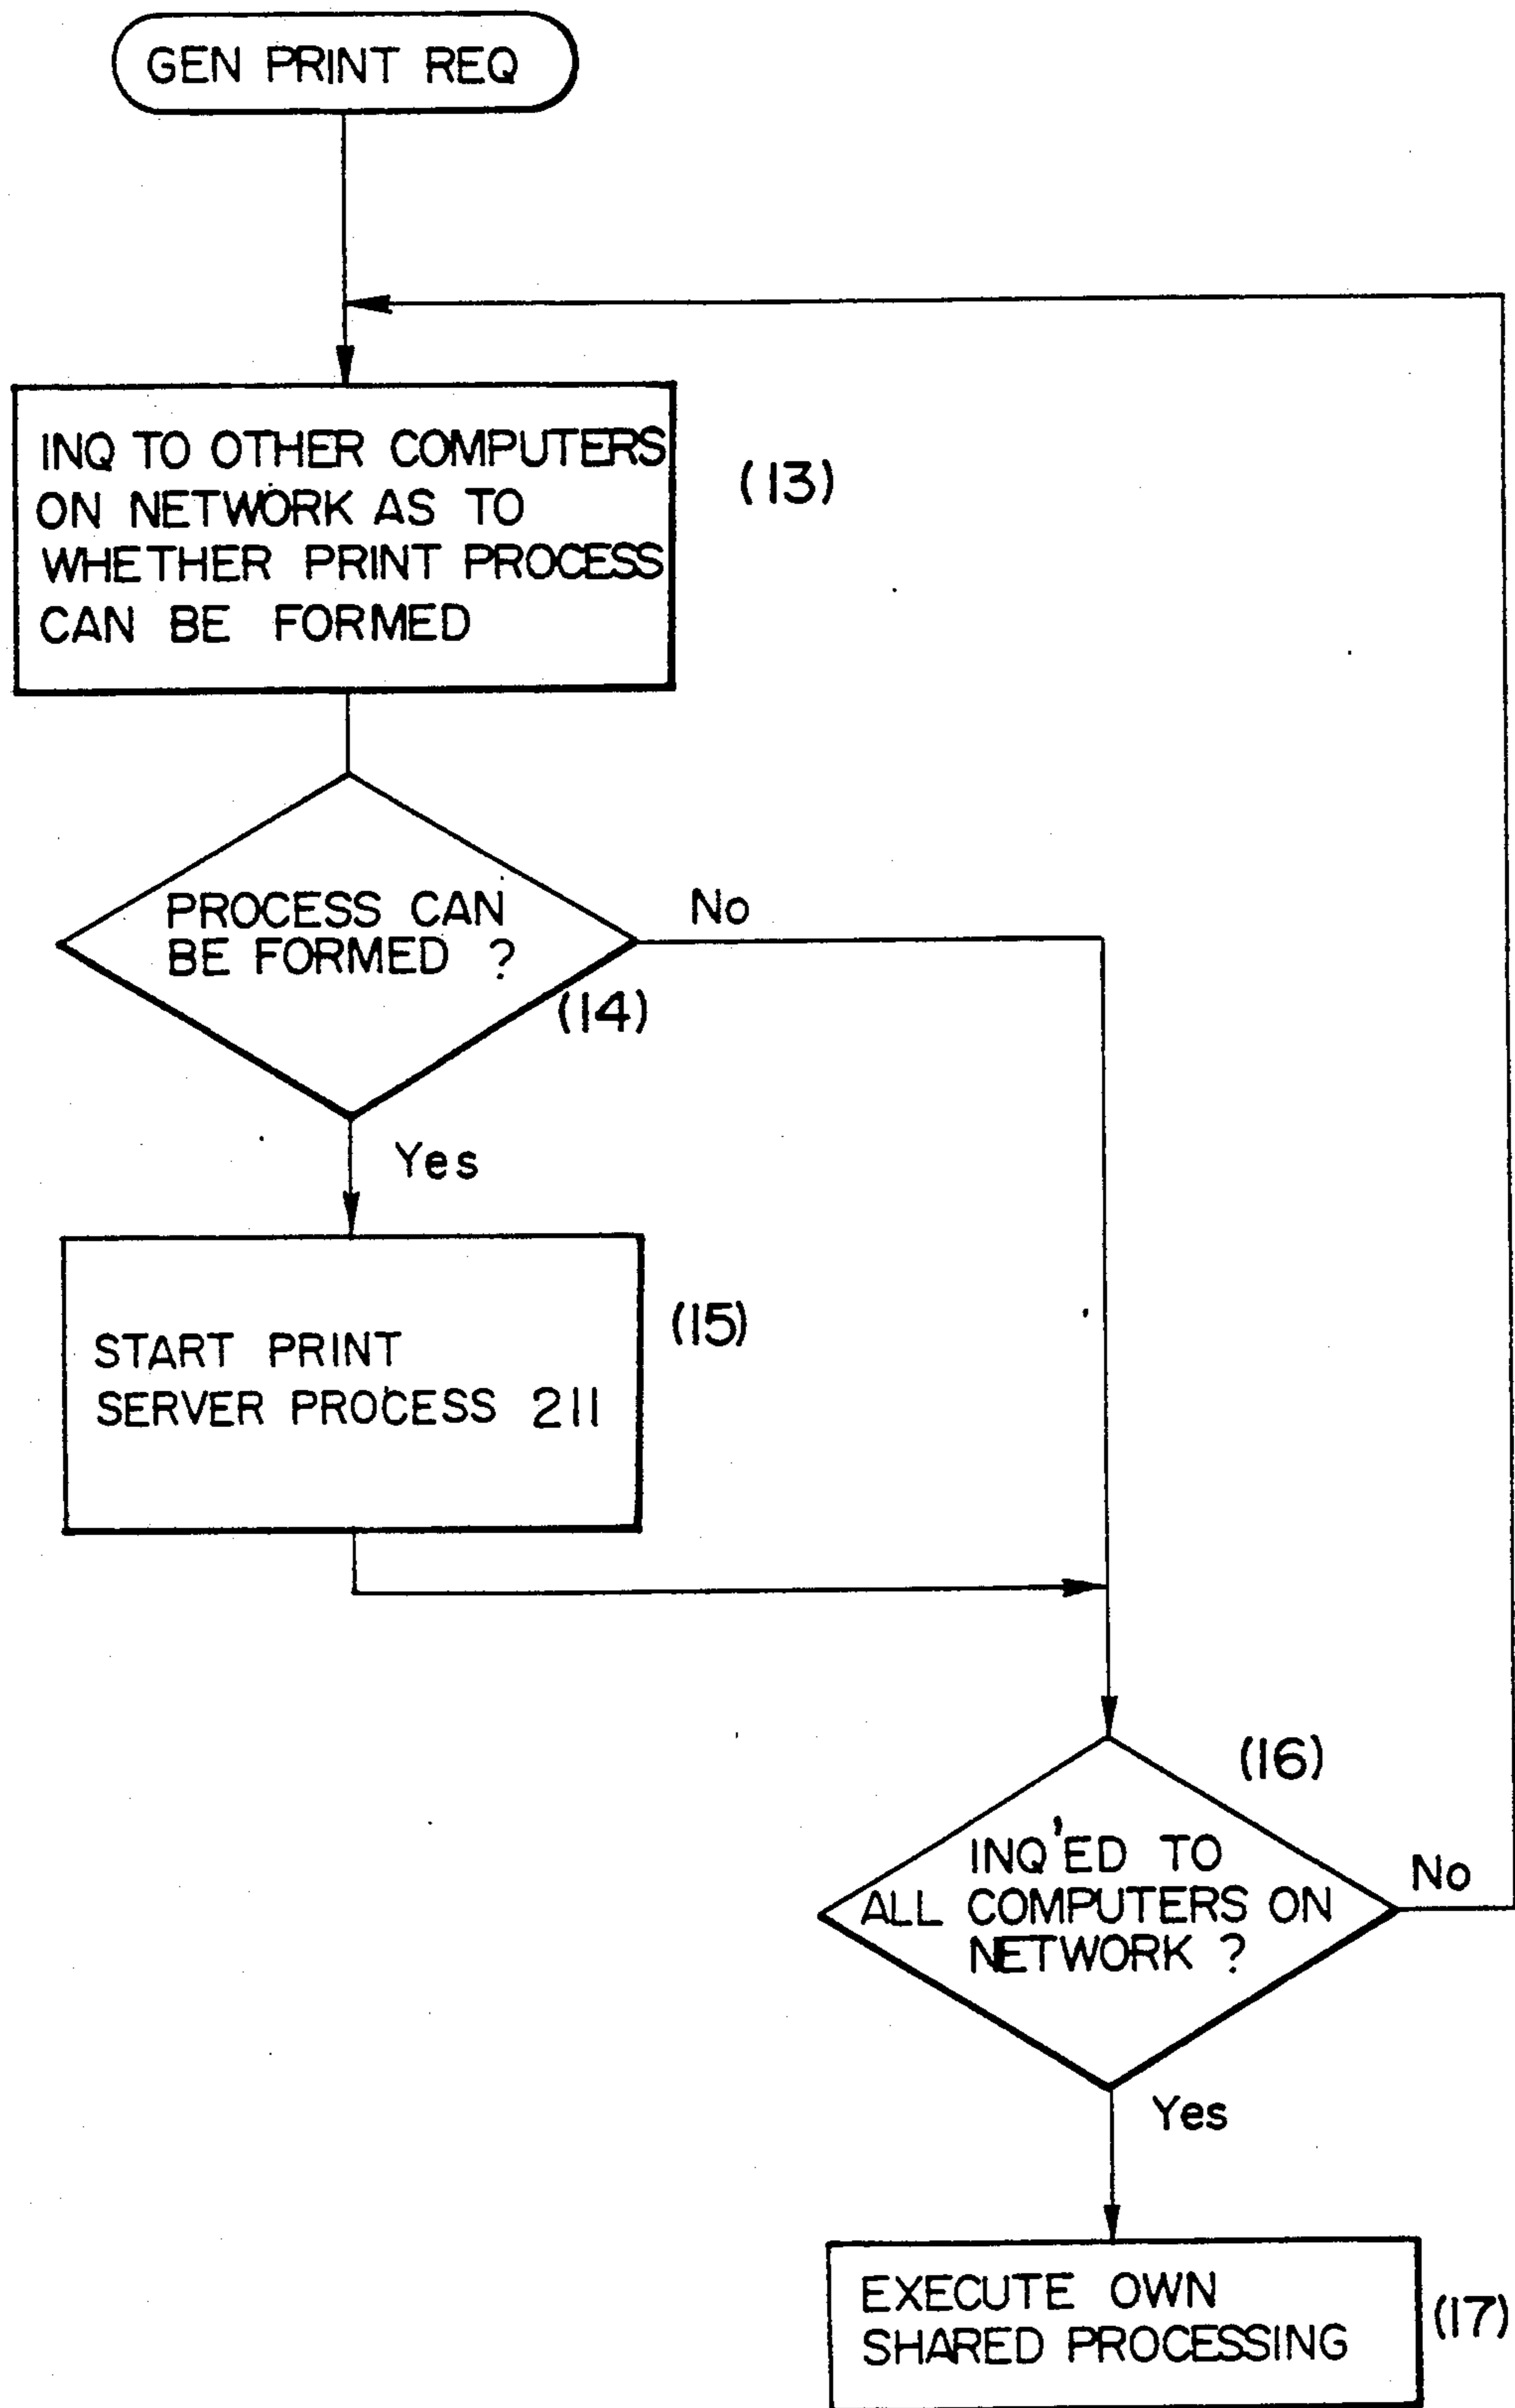 GEN PRINT REQ
INQ TO OTHER COMPUTERS
ON NETWORK AS TO
WHETHER PRINT PROCESS
CAN BE FORMED
(13)
PROCESS CAN
BE FORMED ?
No
(14)
Yes
START PRINT
SERVER PROCESS 211
(15)
(16)
INQ'ED TO
ALL COMPUTERS ON
NETWORK ?
No
Yes
EXECUTE OWN
SHARED PROCESSING
(17)